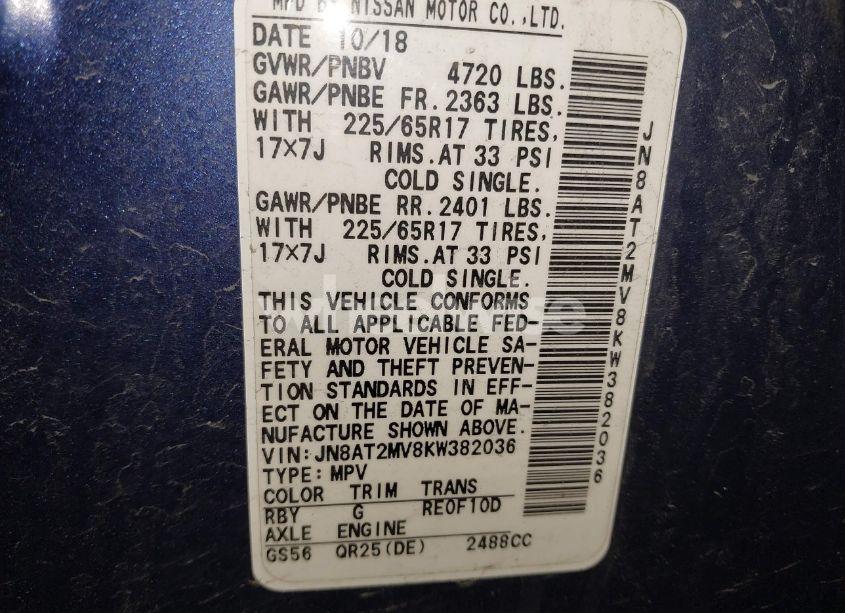 MFD BY NISSAN MOTOR CO.,LTD.
DATE 10/18
GVWR/PNBV 4720 LBS.
GAWR/PNBE FR.2363 LBS.
WITH 225/65R17 TIRES,
17×7J RIMS.AT 33 PSI
COLD SINGLE.
GAWR/PNBE RR.2401 LBS.
WITH 225/65R17 TIRES,
17×7J RIMS.AT 33 PSI
COLD SINGLE.
THIS VEHICLE CONFORMS
TO ALL APPLICABLE FED-
ERAL MOTOR VEHICLE SA-
FETY AND THEFT PREVEN-
TION STANDARDS IN EFF-
ECT ON THE DATE OF MA-
NUFACTURE SHOWN ABOVE.
VIN:JN8AT2MV8KW382036
TYPE:MPV
COLOR TRIM TRANS
RBY G RE0F10D
AXLE ENGINE
GS56 QR25(DE) 2488CC
JN8AT2MV8KW382036